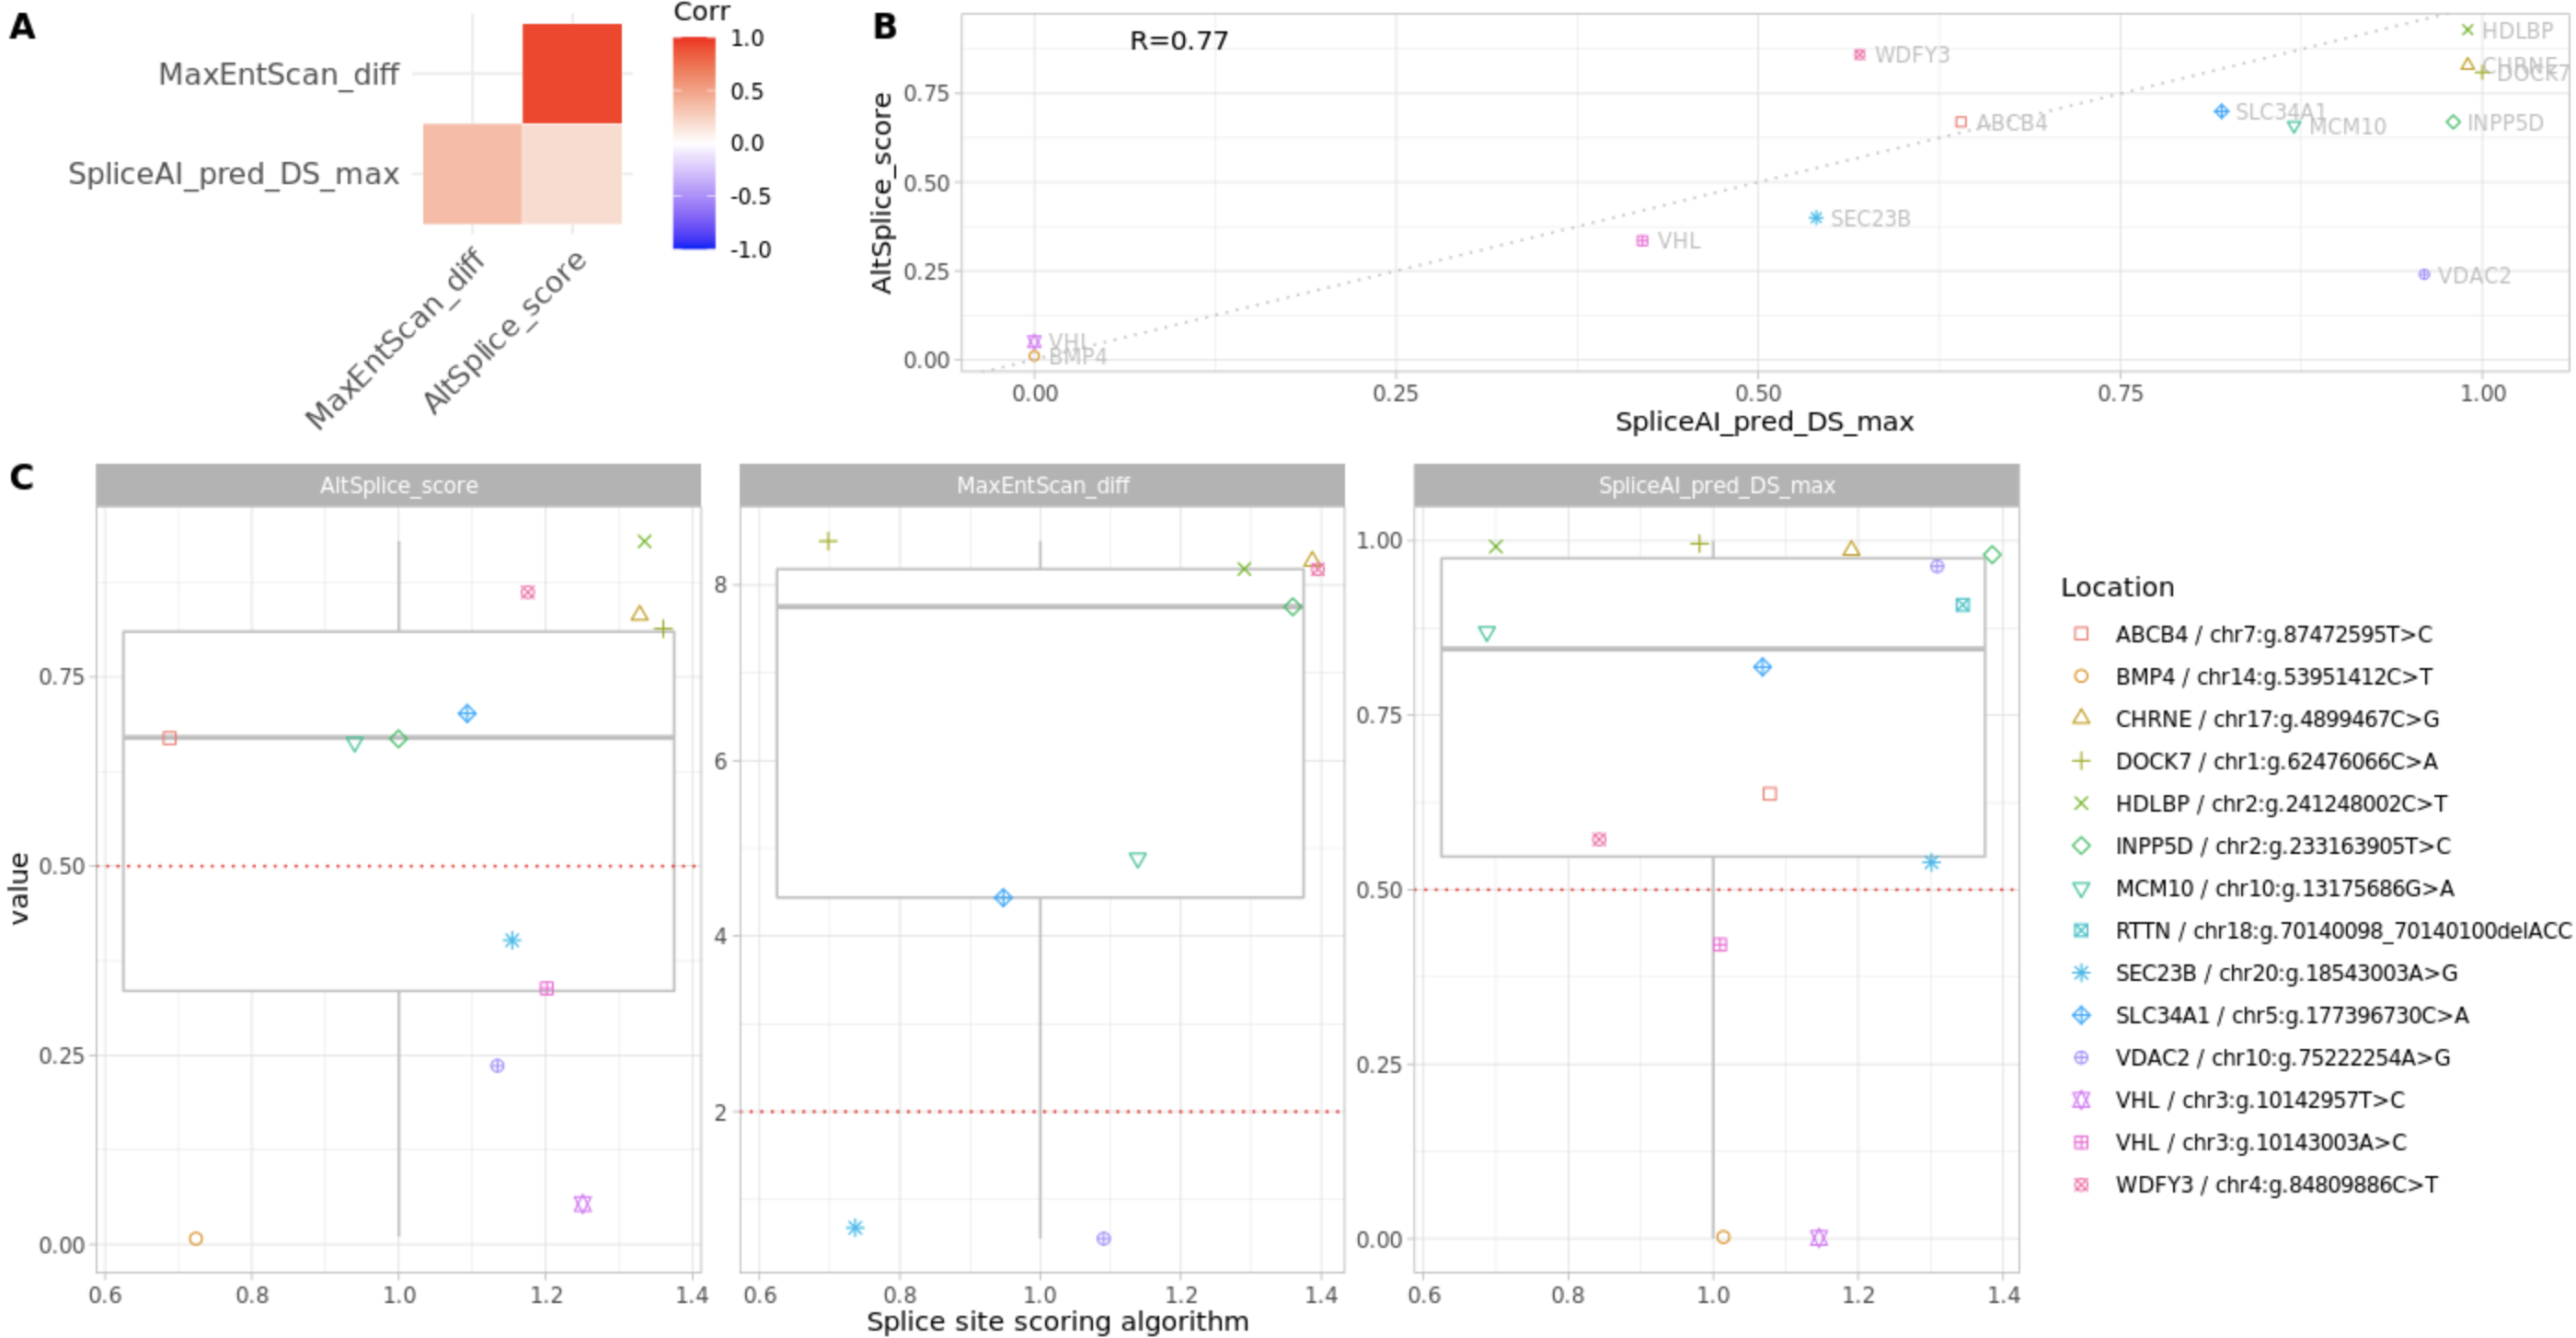 A
Corr
MaxEntScan_diff
SpliceAI_pred_DS_max
1.0
0.5
0.0
-0.5
-1.0
MaxEntScan_diff
AltSplice_score
B
R=0.77
AltSplice_score
0.75
0.50
0.25
0.00
HDLBP
WDFY3
CHRNE
DOCK7
SLC34A1
ABCB4
MCM10
INPP5D
SEC23B
VHL
VDAC2
VHL
BMP4
0.00 0.25 0.50 0.75 1.00
SpliceAI_pred_DS_max
C
value
AltSplice_score
0.75
0.50
0.25
0.00
0.6 0.8 1.0 1.2 1.4
MaxEntScan_diff
8
6
4
2
0.6 0.8 1.0 1.2 1.4
SpliceAI_pred_DS_max
1.00
0.75
0.50
0.25
0.00
0.6 0.8 1.0 1.2 1.4
Splice site scoring algorithm
Location
ABCB4 / chr7:g.87472595T>C
BMP4 / chr14:g.53951412C>T
CHRNE / chr17:g.4899467C>G
DOCK7 / chr1:g.62476066C>A
HDLBP / chr2:g.241248002C>T
INPP5D / chr2:g.233163905T>C
MCM10 / chr10:g.13175686G>A
RTTN / chr18:g.70140098_70140100delACC
SEC23B / chr20:g.18543003A>G
SLC34A1 / chr5:g.177396730C>A
VDAC2 / chr10:g.75222254A>G
VHL / chr3:g.10142957T>C
VHL / chr3:g.10143003A>C
WDFY3 / chr4:g.84809886C>T